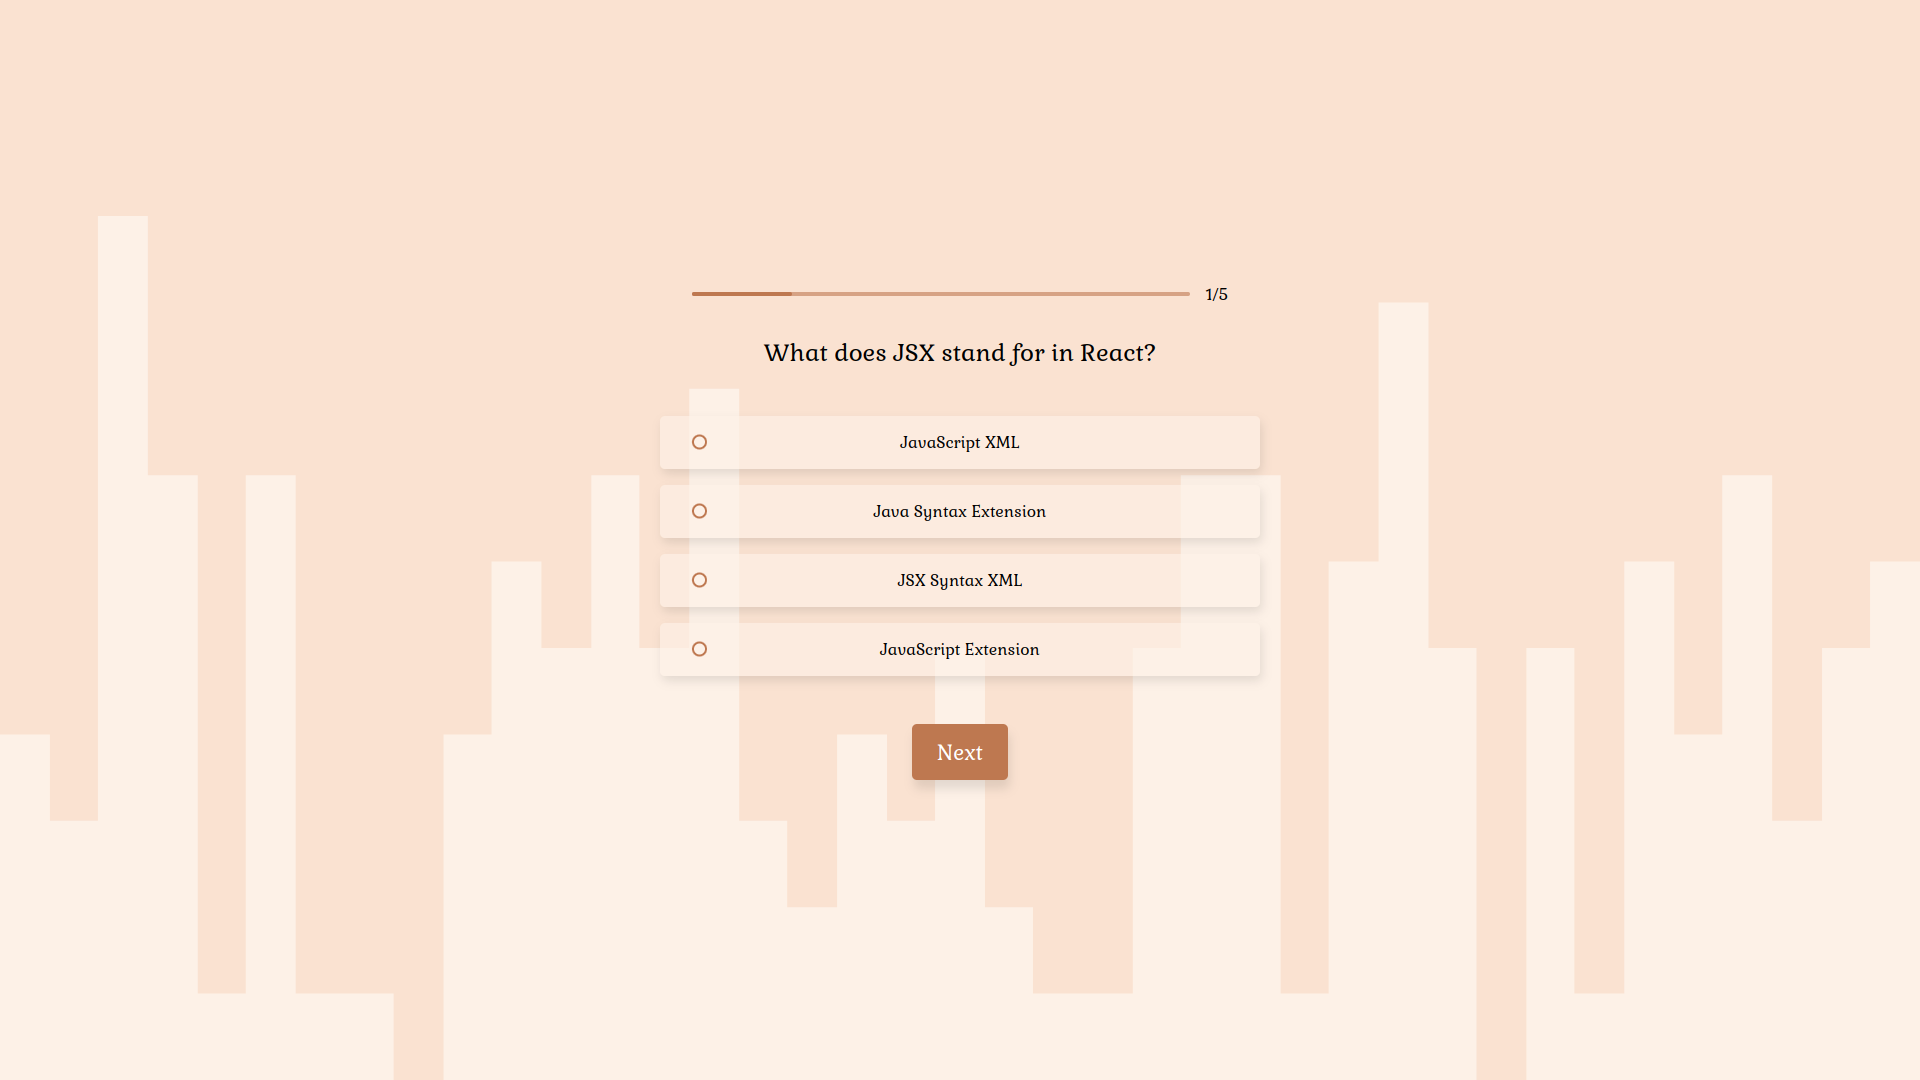 1/5
What does JSX stand for in React?
JavaScript XML
Java Syntax Extension
JSX Syntax XML
JavaScript Extension
Next